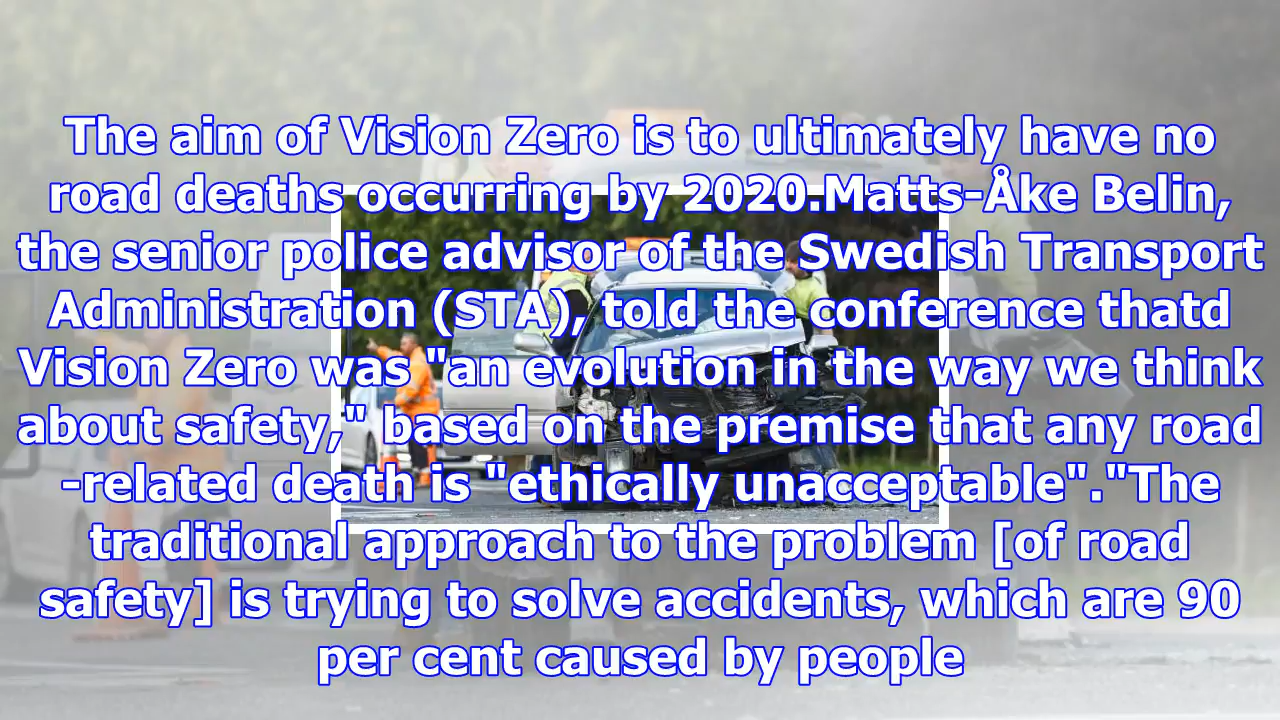 The aim of Vision Zero is to ultimately have no
road deaths occurring by 2020.Matts-Åke Belin,
the senior police advisor of the Swedish Transport
Administration (STA), told the conference thatd
Vision Zero was "an evolution in the way we think
about safety," based on the premise that any road
-related death is "ethically unacceptable"."The
traditional approach to the problem [of road
safety] is trying to solve accidents, which are 90
per cent caused by people